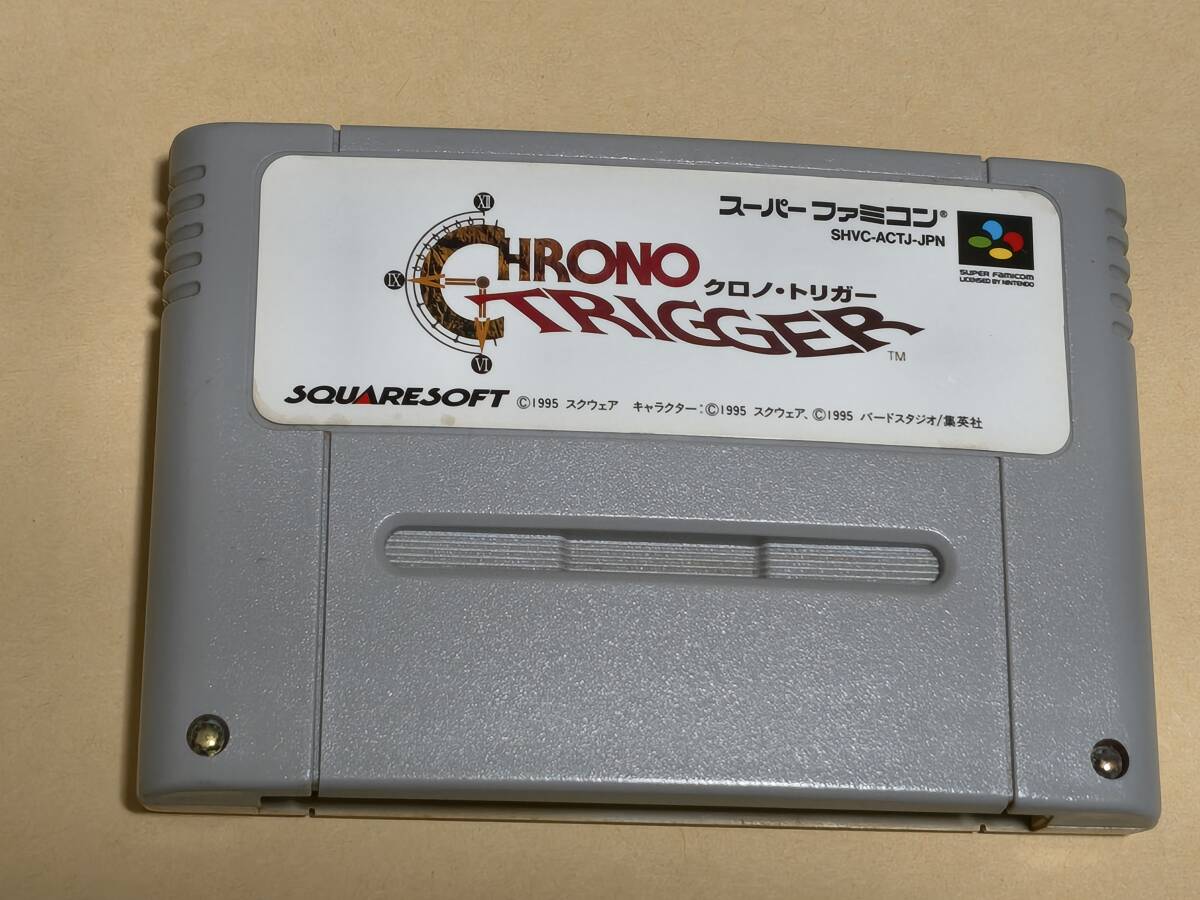 スーパーファミコン®
SHVC-ACTJ-JPN
SUPER FAMICOM
LICENSED BY NINTENDO
XII
IX
VI
CHRONO
クロノ・トリガー
TRIGGER™
SQUARESOFT ©1995 スクウェア キャラクター:©1995 スクウェア、©1995 バードスタジオ/集英社